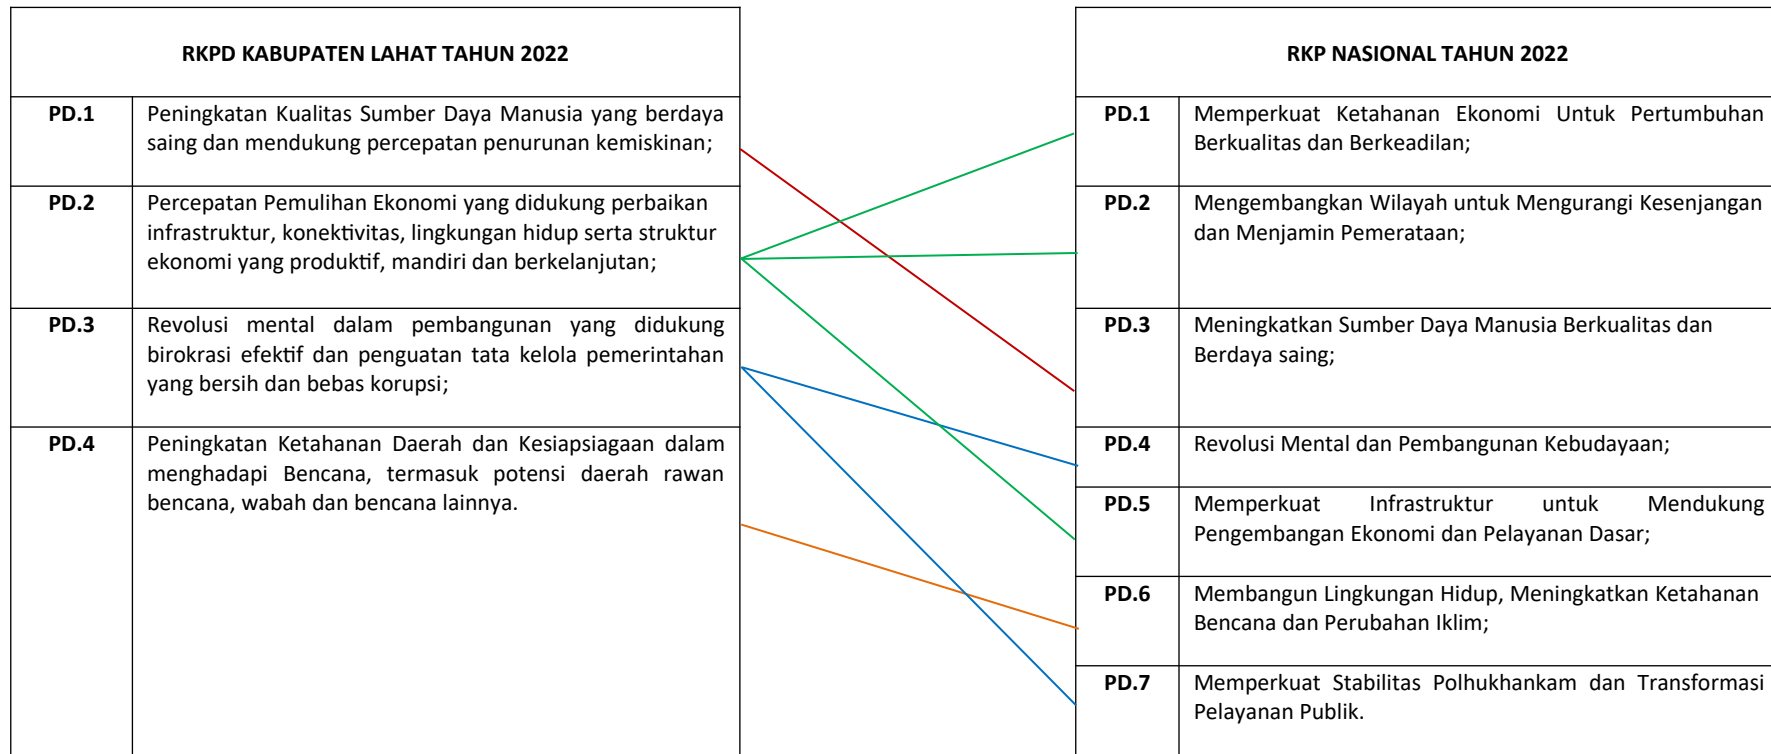 RKPD KABUPATEN LAHAT TAHUN 2022
PD.1 Peningkatan Kualitas Sumber Daya Manusia yang berdaya
saing dan mendukung percepatan penurunan kemiskinan;
PD.2 Percepatan Pemulihan Ekonomi yang didukung perbaikan
infrastruktur, konektivitas, lingkungan hidup serta struktur
ekonomi yang produktif, mandiri dan berkelanjutan;
PD.3 Revolusi mental dalam pembangunan yang didukung
birokrasi efektif dan penguatan tata kelola pemerintahan
yang bersih dan bebas korupsi;
PD.4 Peningkatan Ketahanan Daerah dan Kesiapsiagaan dalam
menghadapi Bencana, termasuk potensi daerah rawan
bencana, wabah dan bencana lainnya.
RKP NASIONAL TAHUN 2022
PD.1 Memperkuat Ketahanan Ekonomi Untuk Pertumbuhan
Berkualitas dan Berkeadilan;
PD.2 Mengembangkan Wilayah untuk Mengurangi Kesenjangan
dan Menjamin Pemerataan;
PD.3 Meningkatkan Sumber Daya Manusia Berkualitas dan
Berdaya saing;
PD.4 Revolusi Mental dan Pembangunan Kebudayaan;
PD.5 Memperkuat Infrastruktur untuk Mendukung
Pengembangan Ekonomi dan Pelayanan Dasar;
PD.6 Membangun Lingkungan Hidup, Meningkatkan Ketahanan
Bencana dan Perubahan Iklim;
PD.7 Memperkuat Stabilitas Polhukhankam dan Transformasi
Pelayanan Publik.